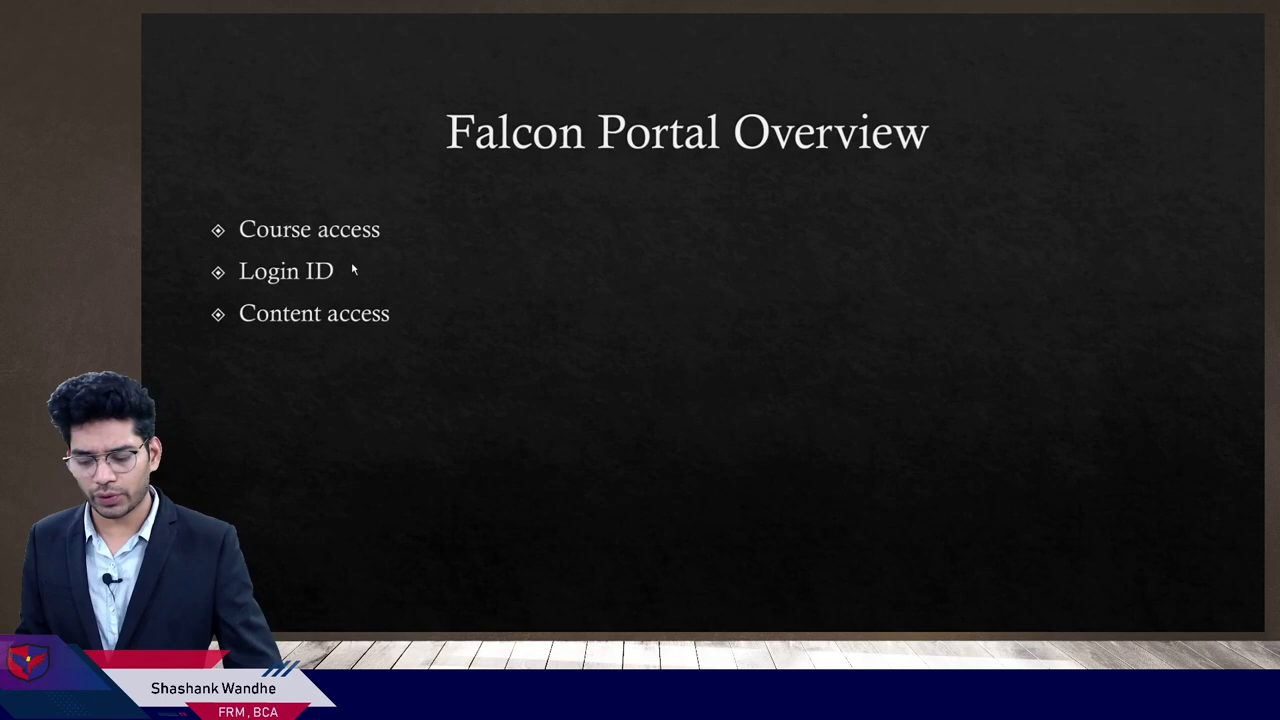 Falcon Portal Overview
Course access
Login ID
Content access
Shashank Wandhe
FRM, BCA